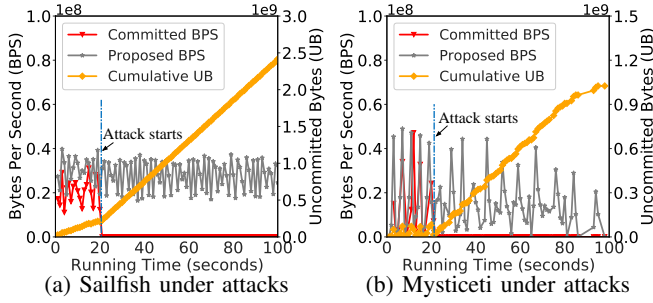 1e8
1e9
1.0
0.8
0.6
0.4
0.2
0.0
Bytes Per Second (BPS)
Committed BPS
Proposed BPS
Cumulative UB
Attack starts
3.0
2.5
2.0
1.5
1.0
0.5
0.0
Uncommitted Bytes (UB)
0 20 40 60 80 100
Running Time (seconds)
(a) Sailfish under attacks
1e8
1e9
1.0
0.8
0.6
0.4
0.2
0.0
Bytes Per Second (BPS)
Committed BPS
Proposed BPS
Cumulative UB
Attack starts
1.5
1.2
0.9
0.6
0.3
0.0
Uncommitted Bytes (UB)
0 20 40 60 80 100
Running Time (seconds)
(b) Mysticeti under attacks